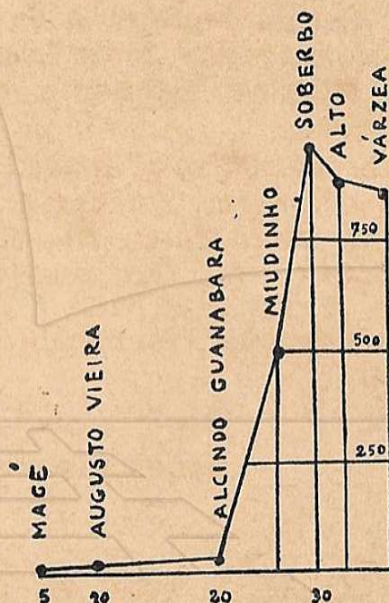 MAGÉ
AUGUSTO VIEIRA
ALCINDO GUANABARA
MIUDINHO
SOBERBO
ALTO
VÁRZEA
750
500
250
5 10 20 30